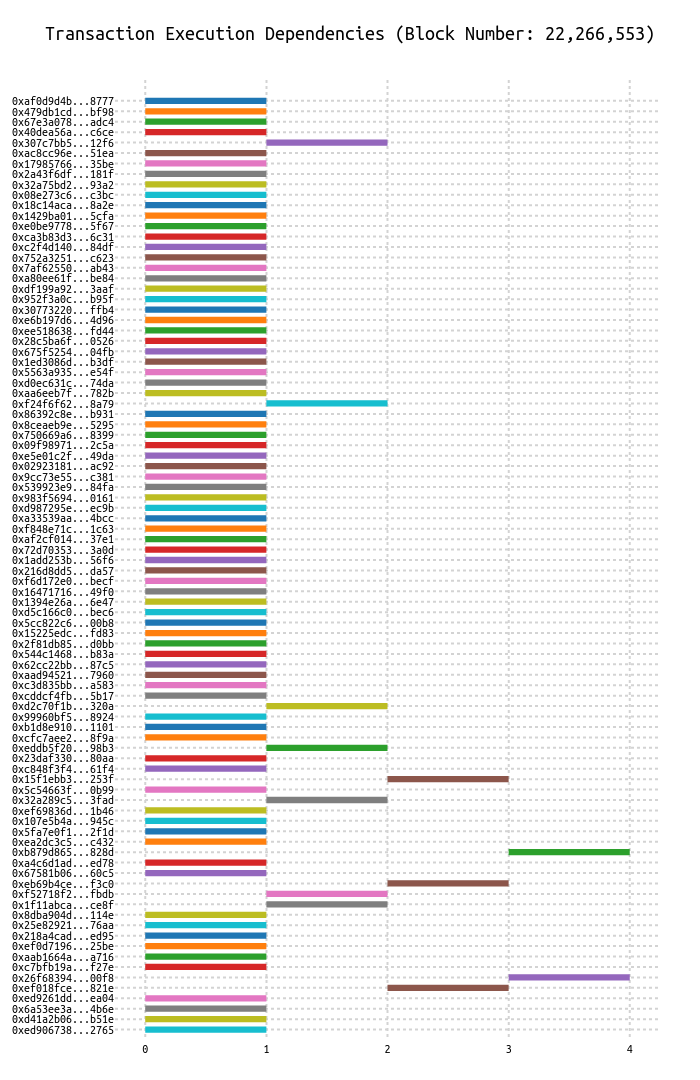 Transaction Execution Dependencies (Block Number: 22,266,553)
0xaf0d9d4b...8777
0x479db1cd...bf98
0x67e3a078...adc4
0x40dea56a...c6ce
0x307c7bb5...12f6
0xac8cc96e...51ea
0x17985766...35be
0x2a43f6df...181f
0x32a75bd2...93a2
0x08e273c6...c3bc
0x18c14aca...8a2e
0x1429ba01...5cfa
0xe0be9778...5f67
0xca3b83d3...6c31
0xc2f4d140...84df
0x752a3251...c623
0x7af62550...ab43
0xa80ee61f...be84
0xdf199a92...3aaf
0x952f3a0c...b95f
0x30773220...ffb4
0xe6b197d6...4d96
0xee518638...fd44
0x28c5ba6f...0526
0x675f5254...04fb
0x1ed3086d...b3df
0x5563a935...e54f
0xd0ec631c...74da
0xaa6eeb7f...782b
0xf24f6f62...8a79
0x86392c8e...b931
0x8ceaeb9e...5295
0x750669a6...8399
0x09f98971...2c5a
0xe5e01c2f...49da
0x02923181...ac92
0x9cc73e55...c381
0x539923e9...84fa
0x983f5694...0161
0xd987295e...ec9b
0xa33539aa...4bcc
0xf848e71c...1c63
0xaf2cf014...37e1
0x72d70353...3a0d
0x1add253b...56f6
0x216d8dd5...da57
0xf6d172e0...becf
0x16471716...49f0
0x1394e26a...6e47
0xd5c166c0...bec6
0x5cc822c6...00b8
0x15225edc...fd83
0x2f81db85...d0bb
0x544c1468...b83a
0x62cc22bb...87c5
0xaad94521...7960
0xc3d835bb...a583
0xcddcf4fb...5b17
0xd2c70f1b...320a
0x99960bf5...8924
0xb1d8e910...1101
0xcfc7aee2...8f9a
0xeddb5f20...98b3
0x23daf330...80aa
0xc848f3f4...61f4
0x15f1ebb3...253f
0x5c54663f...0b99
0x32a289c5...3fad
0xef69836d...1b46
0x107e5b4a...945c
0x5fa7e0f1...2f1d
0xea2dc3c5...c432
0xb879d865...828d
0xa4c6d1ad...ed78
0x67581b06...60c5
0xeb69b4ce...f3c0
0xf52718f2...fbdb
0x1f11abca...ce8f
0x8dba904d...114e
0x25e82921...76aa
0x218a4cad...ed95
0xef0d7196...25be
0xaab1664a...a716
0xc7bfb19a...f27e
0x26f68394...00f8
0xef018fce...821e
0xed9261dd...ea04
0x6a53ee3a...4b6e
0xd41a2b06...b51e
0xed906738...2765
0 1 2 3 4